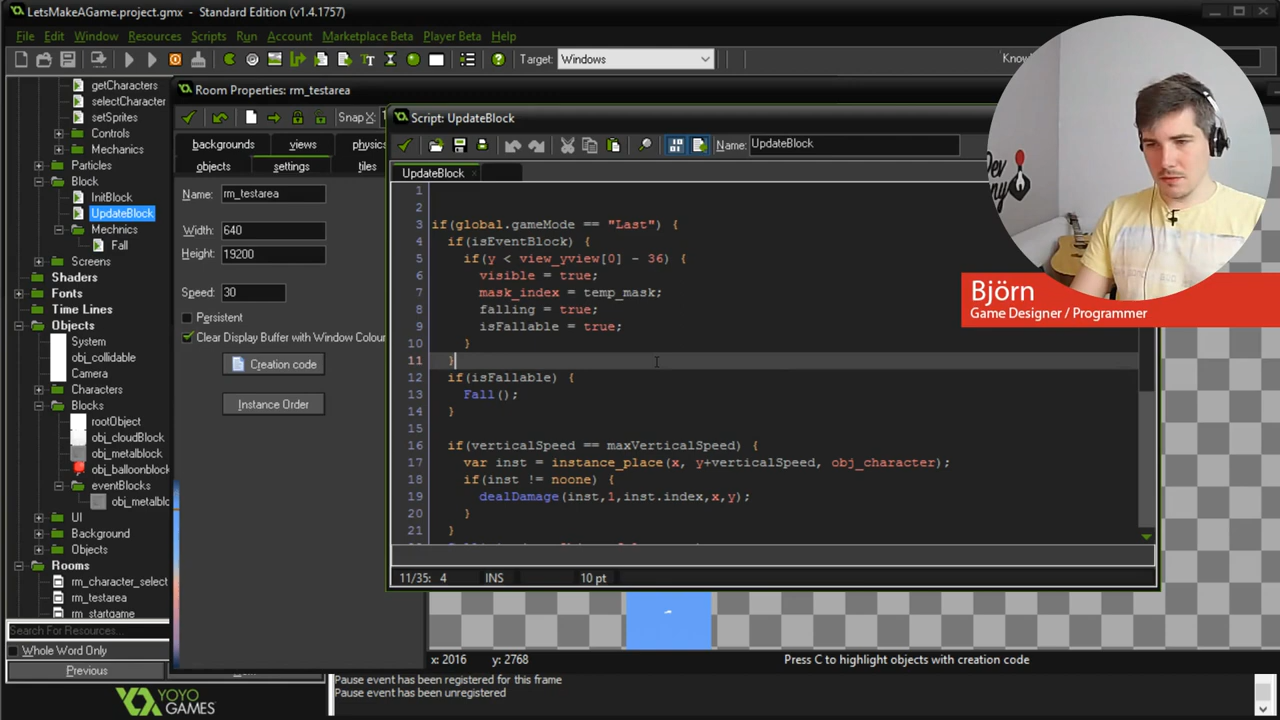 LetsMakeAGame.project.gmx - Standard Edition (v1.4.1757)
File Edit Window Resources Scripts Run Account Marketplace Beta Player Beta Help
Target: Windows
getCharacters
selectCharacter
setSprites
Controls
Mechanics
Particles
Block
InitBlock
UpdateBlock
Mechnics
Fall
Screens
Shaders
Fonts
Time Lines
Objects
System
obj_collidable
Camera
Characters
Blocks
rootObject
obj_cloudBlock
obj_metalblock
obj_balloonblock
eventBlocks
UI
Background
Objects
Rooms
rm_character_select
rm_testarea
rm_startgame
Search For Resources...
Whole Word Only
Previous
YOYO
GAMES
Room Properties: rm_testarea
Snap X:
backgrounds views physics
objects settings tiles
Name: rm_testarea
Width: 640
Height: 19200
Speed: 30
Persistent
Clear Display Buffer with Window Colour
Creation code
Instance Order
Script: UpdateBlock
Name: UpdateBlock
UpdateBlock
1
2
3 if(global.gameMode == "Last") {
4 if(isEventBlock) {
5 if(y < view_yview[0] - 36) {
6 visible = true;
7 mask_index = temp_mask;
8 falling = true;
9 isFallable = true;
10 }
11 }
12 if(isFallable) {
13 Fall();
14 }
15
16 if(verticalSpeed == maxVerticalSpeed) {
17 var inst = instance_place(x, y+verticalSpeed, obj_character);
18 if(inst != noone) {
19 dealDamage(inst,1,inst.index,x,y);
20 }
21 }
11/35: 4 INS 10 pt
x: 2016 y: 2768 Press C to highlight objects with creation code
Pause event has been registered for this frame
Pause event has been unregistered
Björn
Game Designer / Programmer